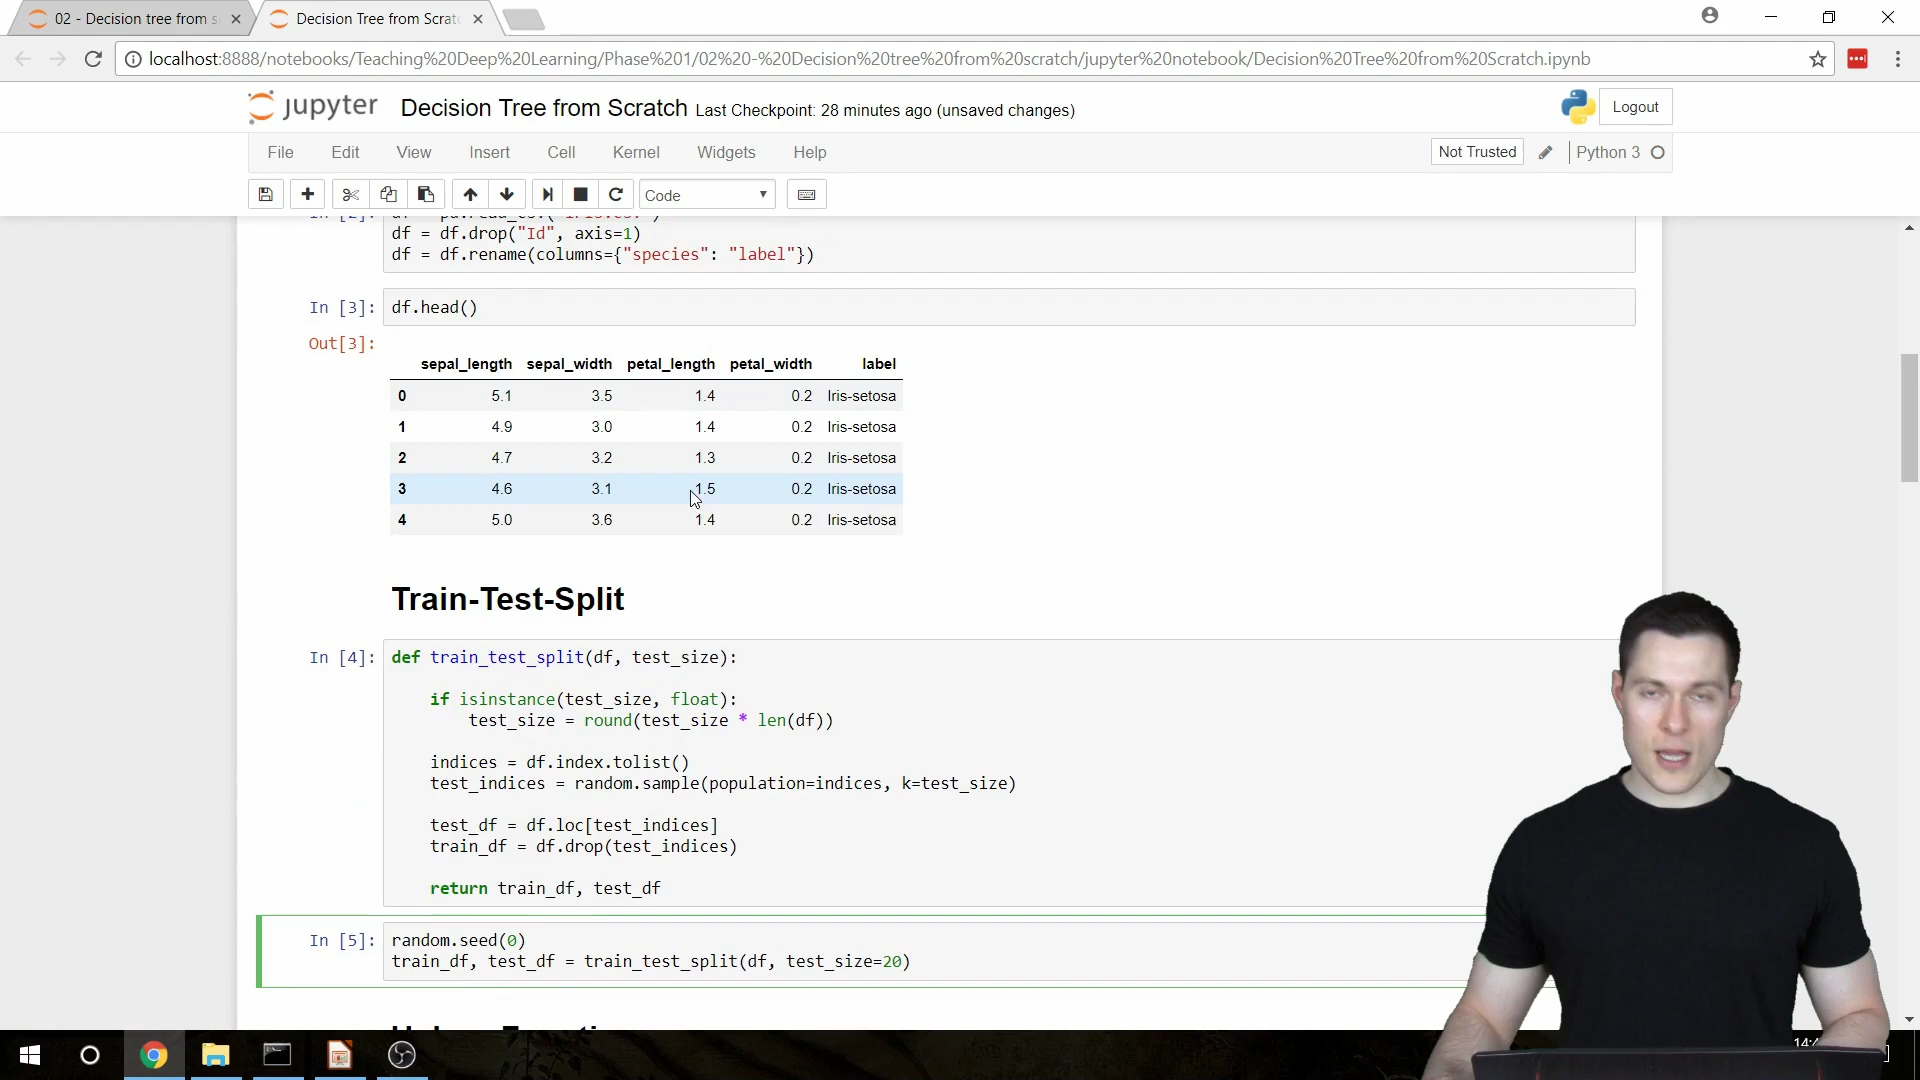 02 - Decision tree from s
Decision Tree from Scrat
localhost:8888/notebooks/Teaching%20Deep%20Learning/Phase%201/02%20-%20Decision%20tree%20from%20scratch/jupyter%20notebook/Decision%20Tree%20from%20Scratch.ipynb
jupyter Decision Tree from Scratch Last Checkpoint: 28 minutes ago (unsaved changes)
Logout
File Edit View Insert Cell Kernel Widgets Help
Not Trusted
Python 3
Code
In [2]:
df = df.drop("Id", axis=1)
df = df.rename(columns={"species": "label"})
In [3]: df.head()
Out[3]:
sepal_length sepal_width petal_length petal_width label
0 5.1 3.5 1.4 0.2 Iris-setosa
1 4.9 3.0 1.4 0.2 Iris-setosa
2 4.7 3.2 1.3 0.2 Iris-setosa
3 4.6 3.1 1.5 0.2 Iris-setosa
4 5.0 3.6 1.4 0.2 Iris-setosa
Train-Test-Split
In [4]: def train_test_split(df, test_size):
if isinstance(test_size, float):
test_size = round(test_size * len(df))
indices = df.index.tolist()
test_indices = random.sample(population=indices, k=test_size)
test_df = df.loc[test_indices]
train_df = df.drop(test_indices)
return train_df, test_df
In [5]: random.seed(0)
train_df, test_df = train_test_split(df, test_size=20)